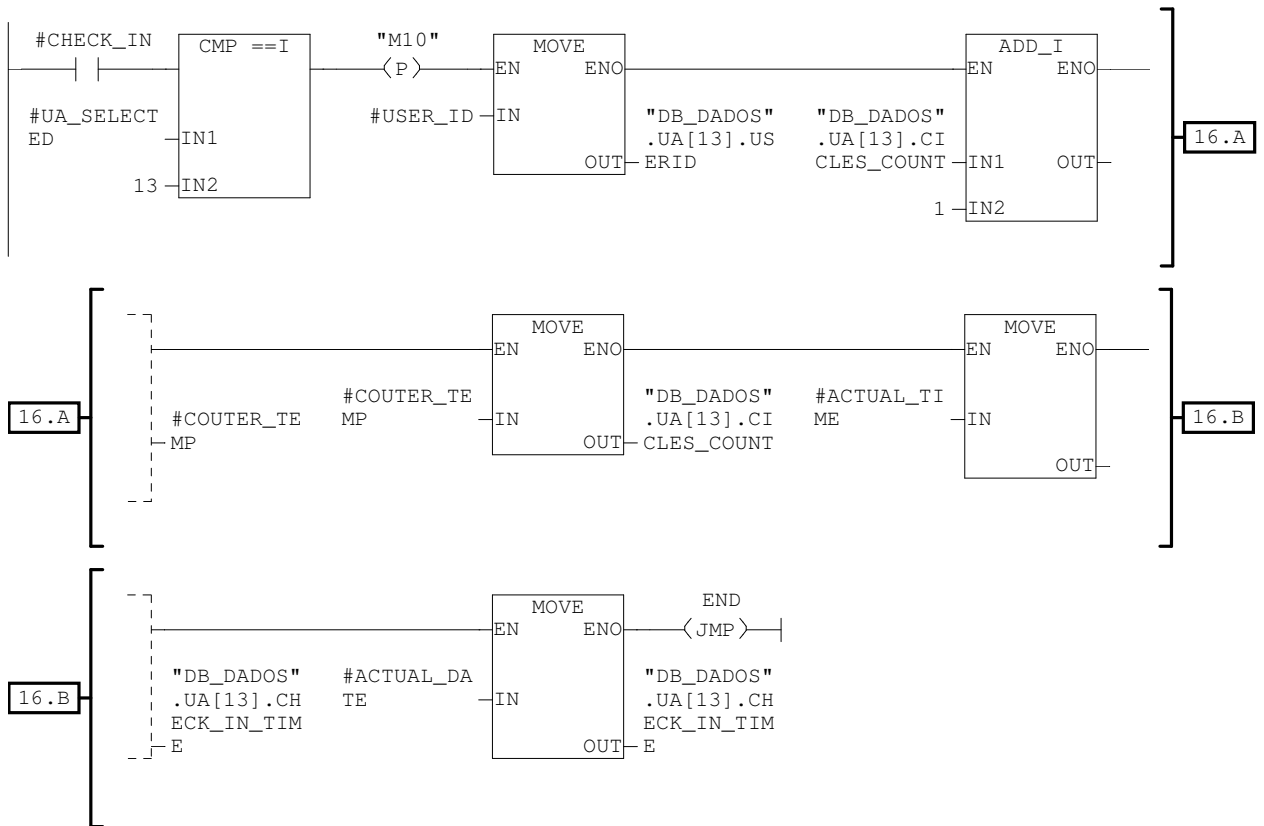 #CHECK_IN
CMP ==I
"M10"
MOVE
ADD_I
P
EN ENO
EN ENO
#UA_SELECT
ED
IN1
13
IN2
#USER_ID
IN
"DB_DADOS"
.UA[13].US
ERID
OUT
"DB_DADOS"
.UA[13].CI
CLES_COUNT
IN1
OUT
1
IN2
16.A
16.A
#COUTER_TE
MP
MOVE
EN ENO
#COUTER_TE
MP
IN
OUT
"DB_DADOS"
.UA[13].CI
CLES_COUNT
MOVE
EN ENO
#ACTUAL_TI
ME
IN
OUT
16.B
16.B
"DB_DADOS"
.UA[13].CH
ECK_IN_TIM
E
MOVE
EN ENO
#ACTUAL_DA
TE
IN
OUT
END
JMP
"DB_DADOS"
.UA[13].CH
ECK_IN_TIM
E